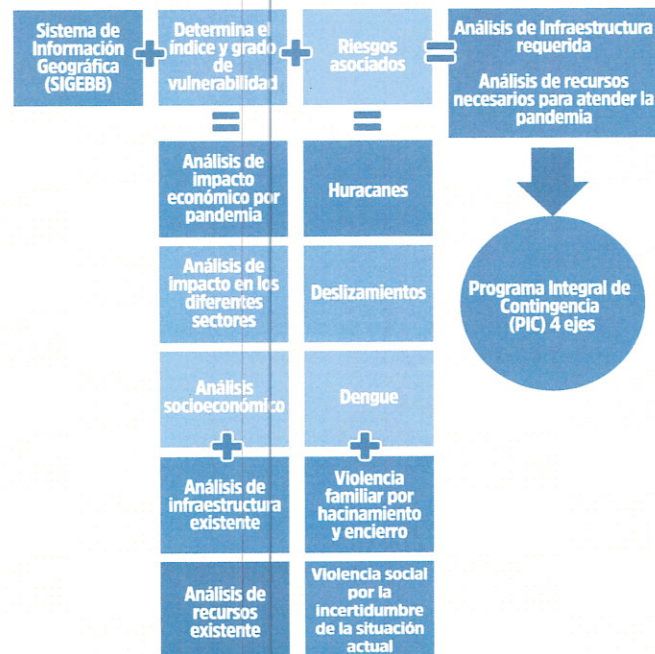 Sistema de
Información
Geográfica
(SIGEBB)
+
Determina el
índice y grado
de
vulnerabilidad
+
Riesgos
asociados
=
Análisis de Infraestructura
requerida
Análisis de recursos
necesarios para atender la
pandemia
=
Análisis de
impacto
económico por
pandemia
Análisis de
impacto en los
diferentes
sectores
Análisis
socioeconómico
+
Análisis de
infraestructura
existente
Análisis de
recursos
existente
=
Huracanes
Deslizamientos
Dengue
+
Violencia
familiar por
hacinamiento
y encierro
Violencia social
por la
incertidumbre
de la situación
actual
Programa Integral de
Contingencia
(PIC) 4 ejes